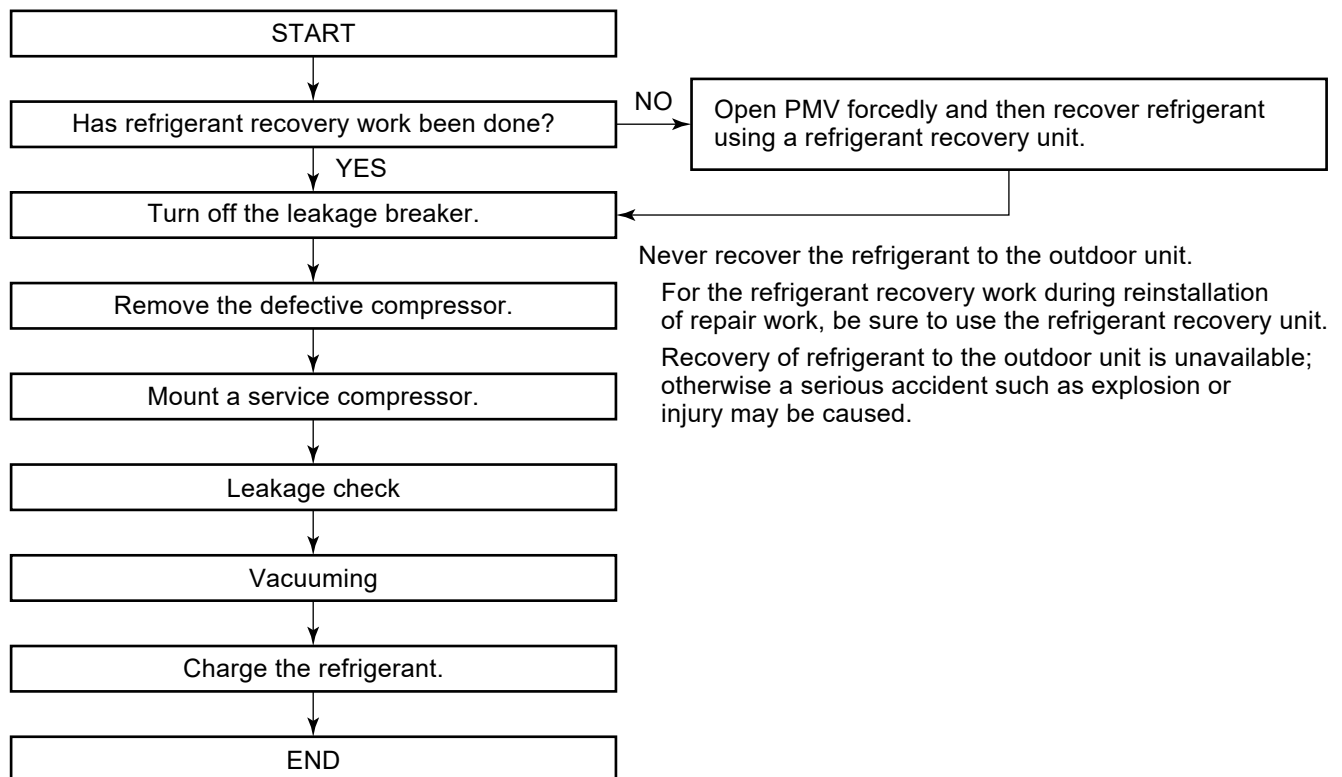 START
Has refrigerant recovery work been done?
NO
Open PMV forcedly and then recover refrigerant
using a refrigerant recovery unit.
YES
Turn off the leakage breaker.
Never recover the refrigerant to the outdoor unit.
For the refrigerant recovery work during reinstallation
of repair work, be sure to use the refrigerant recovery unit.
Recovery of refrigerant to the outdoor unit is unavailable;
otherwise a serious accident such as explosion or
injury may be caused.
Remove the defective compressor.
Mount a service compressor.
Leakage check
Vacuuming
Charge the refrigerant.
END